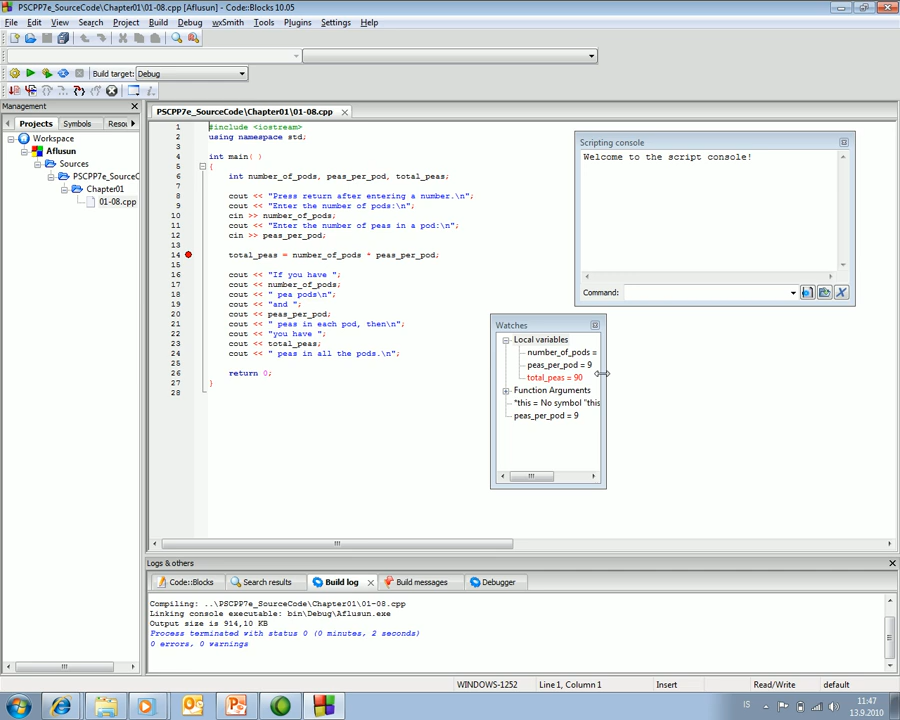 PSCPP7e_SourceCode\Chapter01\01-08.cpp [Aflusun] - Code::Blocks 10.05
File Edit View Search Project Build Debug wxSmith Tools Plugins Settings Help
Build target: Debug
Management
Projects Symbols Resou
Workspace
Aflusun
Sources
PSCPP7e_SourceC
Chapter01
01-08.cpp
PSCPP7e_SourceCode\Chapter01\01-08.cpp
1 #include <iostream>
2 using namespace std;
3
4 int main( )
5 {
6 int number_of_pods, peas_per_pod, total_peas;
7
8 cout << "Press return after entering a number.\n";
9 cout << "Enter the number of pods:\n";
10 cin >> number_of_pods;
11 cout << "Enter the number of peas in a pod:\n";
12 cin >> peas_per_pod;
13
14 total_peas = number_of_pods * peas_per_pod;
15
16 cout << "If you have ";
17 cout << number_of_pods;
18 cout << " pea pods\n";
19 cout << "and ";
20 cout << peas_per_pod;
21 cout << " peas in each pod, then\n";
22 cout << "you have ";
23 cout << total_peas;
24 cout << " peas in all the pods.\n";
25
26 return 0;
27 }
28
Scripting console
Welcome to the script console!
Command:
Watches
Local variables
number_of_pods =
peas_per_pod = 9
total_peas = 90
Function Arguments
*this = No symbol "this
peas_per_pod = 9
Logs & others
Code::Blocks Search results Build log Build messages Debugger
Compiling: ..\PSCPP7e_SourceCode\Chapter01\01-08.cpp
Linking console executable: bin\Debug\Aflusun.exe
Output size is 914,10 KB
Process terminated with status 0 (0 minutes, 2 seconds)
0 errors, 0 warnings
WINDOWS-1252 Line 1, Column 1 Insert Read/Write default
IS 11:47
13.9.2010